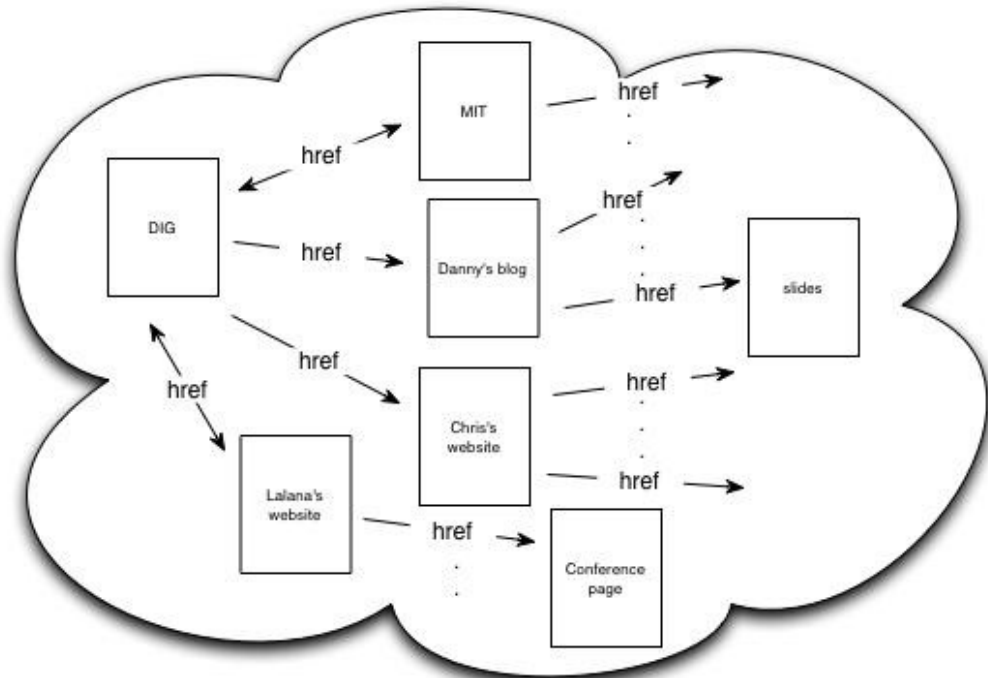 MIT
href
href
DIG
href
href
Danny's blog
href
slides
href
href
href
Chris's
website
href
Lalana's
website
href
Conference
page